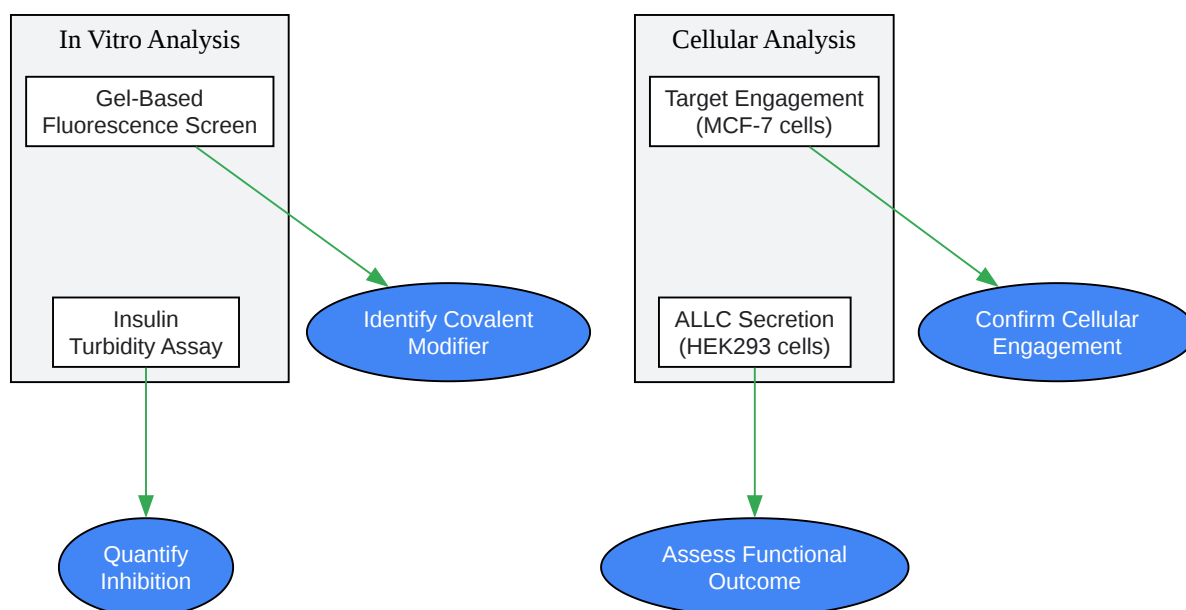 In Vitro Analysis
Gel-Based
Fluorescence Screen
Insulin
Turbidity Assay
Identify Covalent
Modifier
Quantify
Inhibition
Cellular Analysis
Target Engagement
(MCF-7 cells)
ALLC Secretion
(HEK293 cells)
Confirm Cellular
Engagement
Assess Functional
Outcome